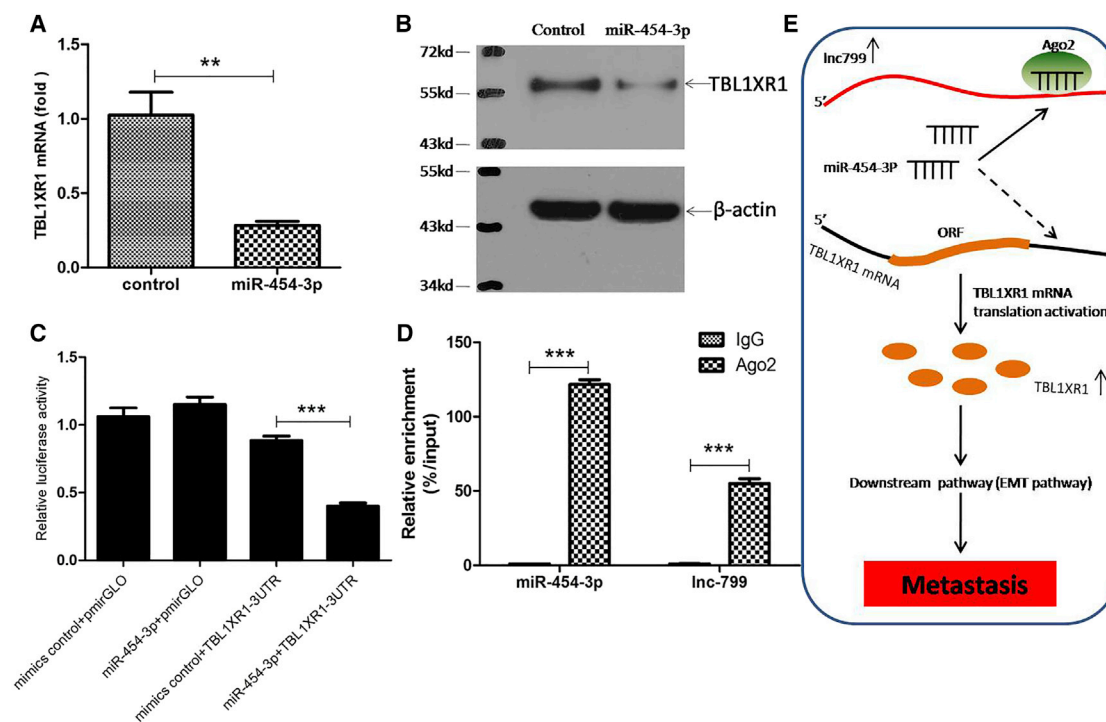 A
1.5
1.0
0.5
0.0
TBL1XR1 mRNA (fold)
**
control
miR-454-3p
B
Control
miR-454-3p
72kd
55kd
43kd
TBL1XR1
55kd
43kd
34kd
β-actin
C
1.5
1.0
0.5
0.0
Relative luciferase activity
***
mimics control+pmirGLO
miR-454-3p+pmirGLO
mimics control+TBL1XR1-3UTR
miR-454-3p+TBL1XR1-3UTR
D
IgG
Ago2
150
100
50
0
Relative enrichment
(%/input)
***
***
miR-454-3p
lnc-799
E
lnc799
Ago2
5'
miR-454-3P
5'
ORF
TBL1XR1 mRNA
TBL1XR1 mRNA
translation activation
TBL1XR1
Downstream pathway (EMT pathway)
Metastasis